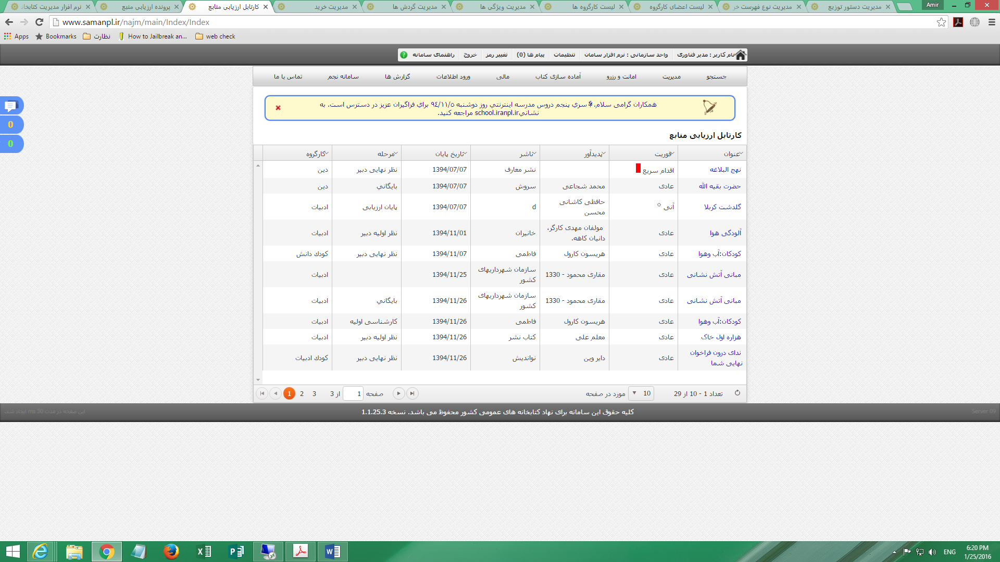 نرم افزار مدیریت کتابخا
پرونده ارزیابی منبع
کارتابل ارزیابی منابع
مدیریت خرید
مدیریت گردش ها
مدیریت ویژگی ها
لیست کارگروه ها
لیست اعضای کارگروه
مدیریت نوع فهرست خر
مدیریت دستور توزیع
Amir
www.samanpl.ir/najm/main/Index/Index
Apps Bookmarks نظارت How to Jailbreak an... web check
نام کاربر : مدیر فناوری واحد سازمانی : نرم افزار سامان تنظیمات پیام ها (0) تغییر رمز خروج راهنمای سامانه
جستجو مدیریت امانت و رزرو آماده سازی کتاب مالی ورود اطلاعات گزارش ها سامانه نجم تماس با ما
همکاران گرامی سلام. سري پنجم دروس مدرسه اينترنتي روز دوشنبه ٩٤/١١/٥ براي فراگيران عزيز در دسترس است. به
نشاني school.iranpl.ir مراجعه كنيد.
0
0
کارتابل ارزیابی منابع
عنوان فوریت پدیدآور ناشر تاریخ پایان مرحله کارگروه
نهج البلاغه اقدام سریع نشر معارف 1394/07/07 نظر نهایی دبیر دین
حضرت بقیه الله عادی محمد شجاعی سروش 1394/07/07 بايگاني دین
گلدشت کربلا آنی حافظی کاشانی محسن d 1394/07/07 پایان ارزیابی ادبیات
آلودگی هوا عادی مولفان مهدی کارگر، دانیان کاهه. خانیران 1394/11/01 نظر اولیه دبیر ادبیات
کودکان:آب وهوا عادی هریسون کارول فاطمی 1394/11/07 نظر نهایی دبیر كودك دانش
مبانی آتش نشانی عادی مقاری محمود - 1330 سازمان شهرداریهای کشور 1394/11/25 ادبیات
مبانی آتش نشانی عادی مقاری محمود - 1330 سازمان شهرداریهای کشور 1394/11/26 بايگاني ادبیات
کودکان:آب وهوا عادی هریسون کارول فاطمی 1394/11/26 کارشناسی اولیه ادبیات
هزاره اول خاک عادی معلم علی کتاب نشر 1394/11/26 نظر اولیه دبیر ادبیات
ندای درون فراخوان نهایی شما عادی دایر وین نواندیش 1394/11/26 نظر نهایی دبیر كودك ادبیات
تعداد 1 - 10 از 29 10 مورد در صفحه صفحه 1 از 3 3 2 1
کلیه حقوق این سامانه برای نهاد کتابخانه های عمومی کشور محفوظ می باشد. نسخه 1.1.25.3
این صفحه در مدت 30 ms ایجاد شد.
Server 09
ENG
6:20 PM
1/25/2016